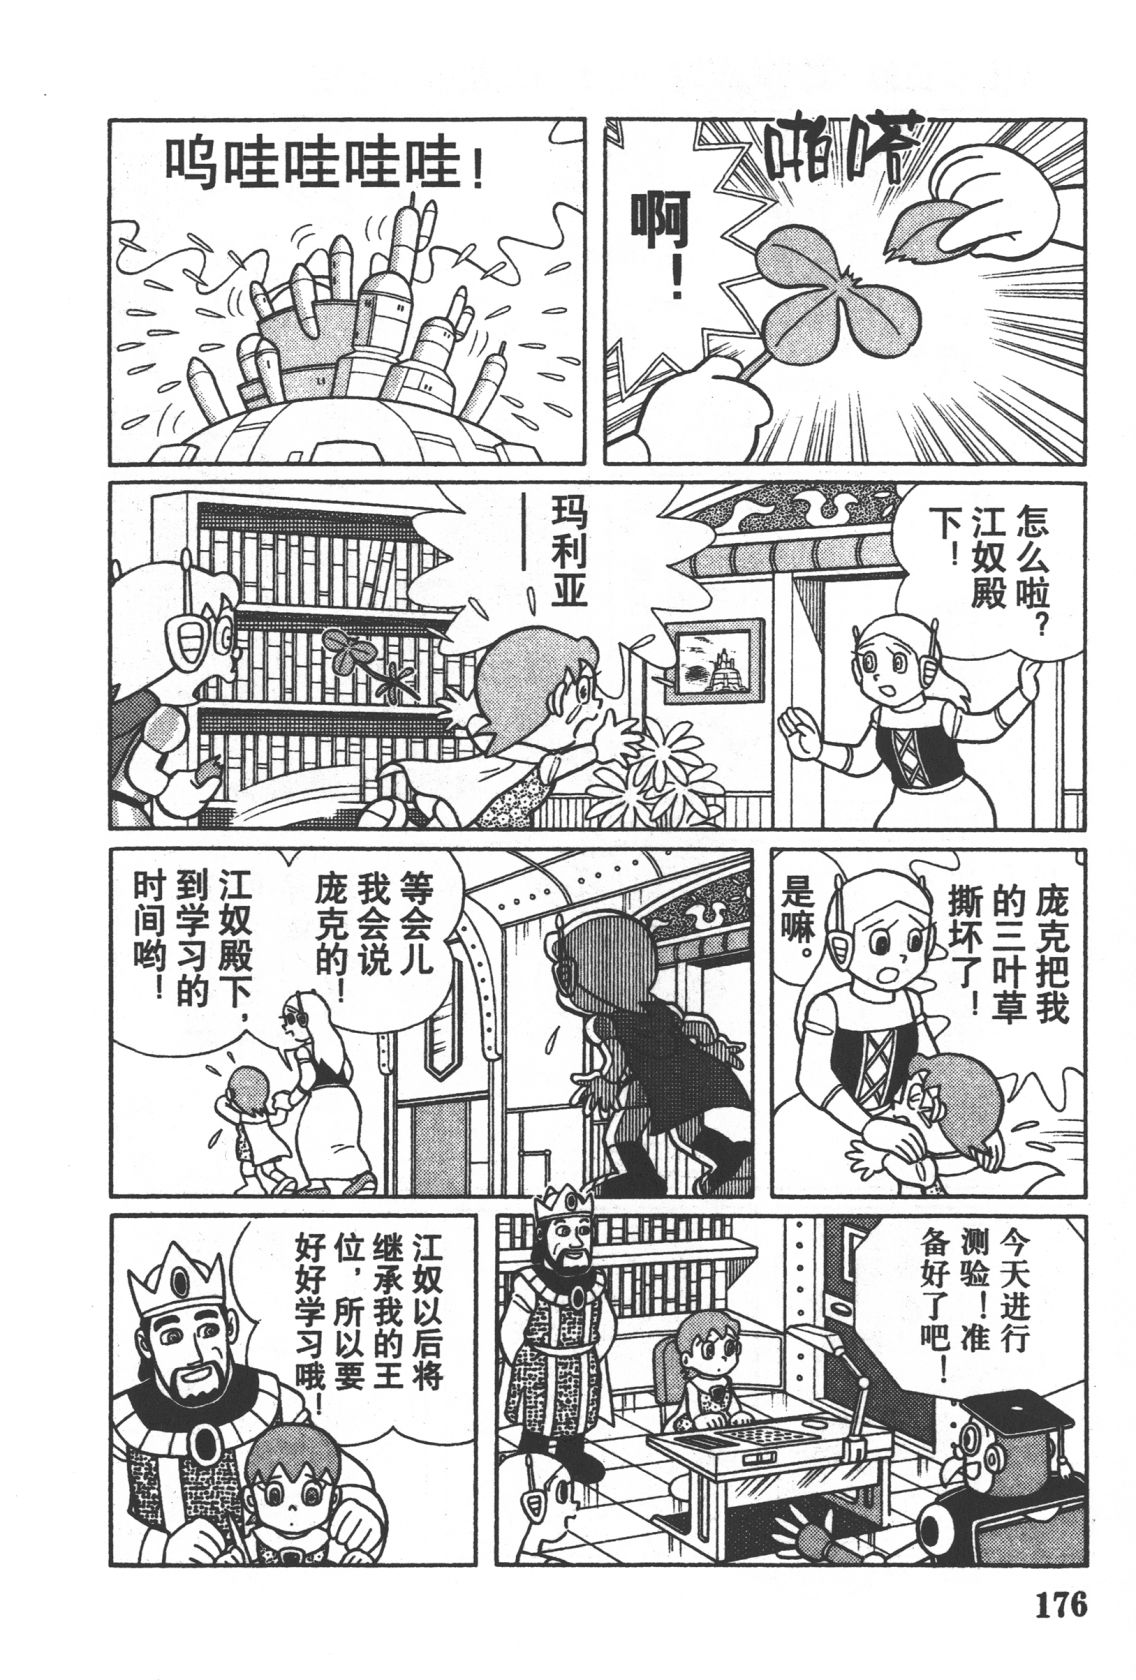 啪嗒
啊！
呜哇哇哇哇！
怎么啦？
江奴殿
下！
玛利亚
——
庞克把我
的三叶草
撕坏了！
是嘛。
等会儿
我会说
庞克的！
江奴殿下，
到学习的
时间哟！
今天进行
测验！准
备好了吧！
江奴以后将
继承我的王
位，所以要
好好学习哦！
176